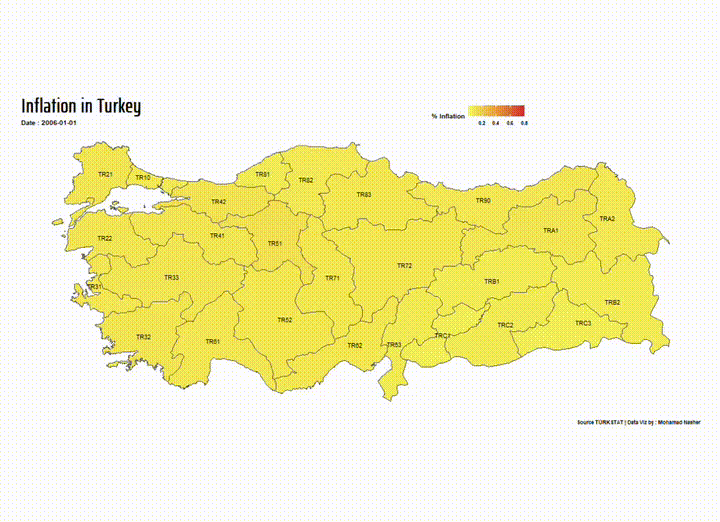 Inflation in Turkey
Date : 2006-01-01
% Inflation
0.2 0.4 0.6 0.8
TR21
TR10
TR81
TR82
TR83
TR42
TR90
TRA1
TRA2
TR22
TR41
TR51
TR72
TR71
TR33
TR31
TRB1
TRB2
TR52
TR32
TR61
TR62
TR63
TRC1
TRC2
TRC3
Source TÜRKSTAT | Data Viz by : Mohamad Nasher